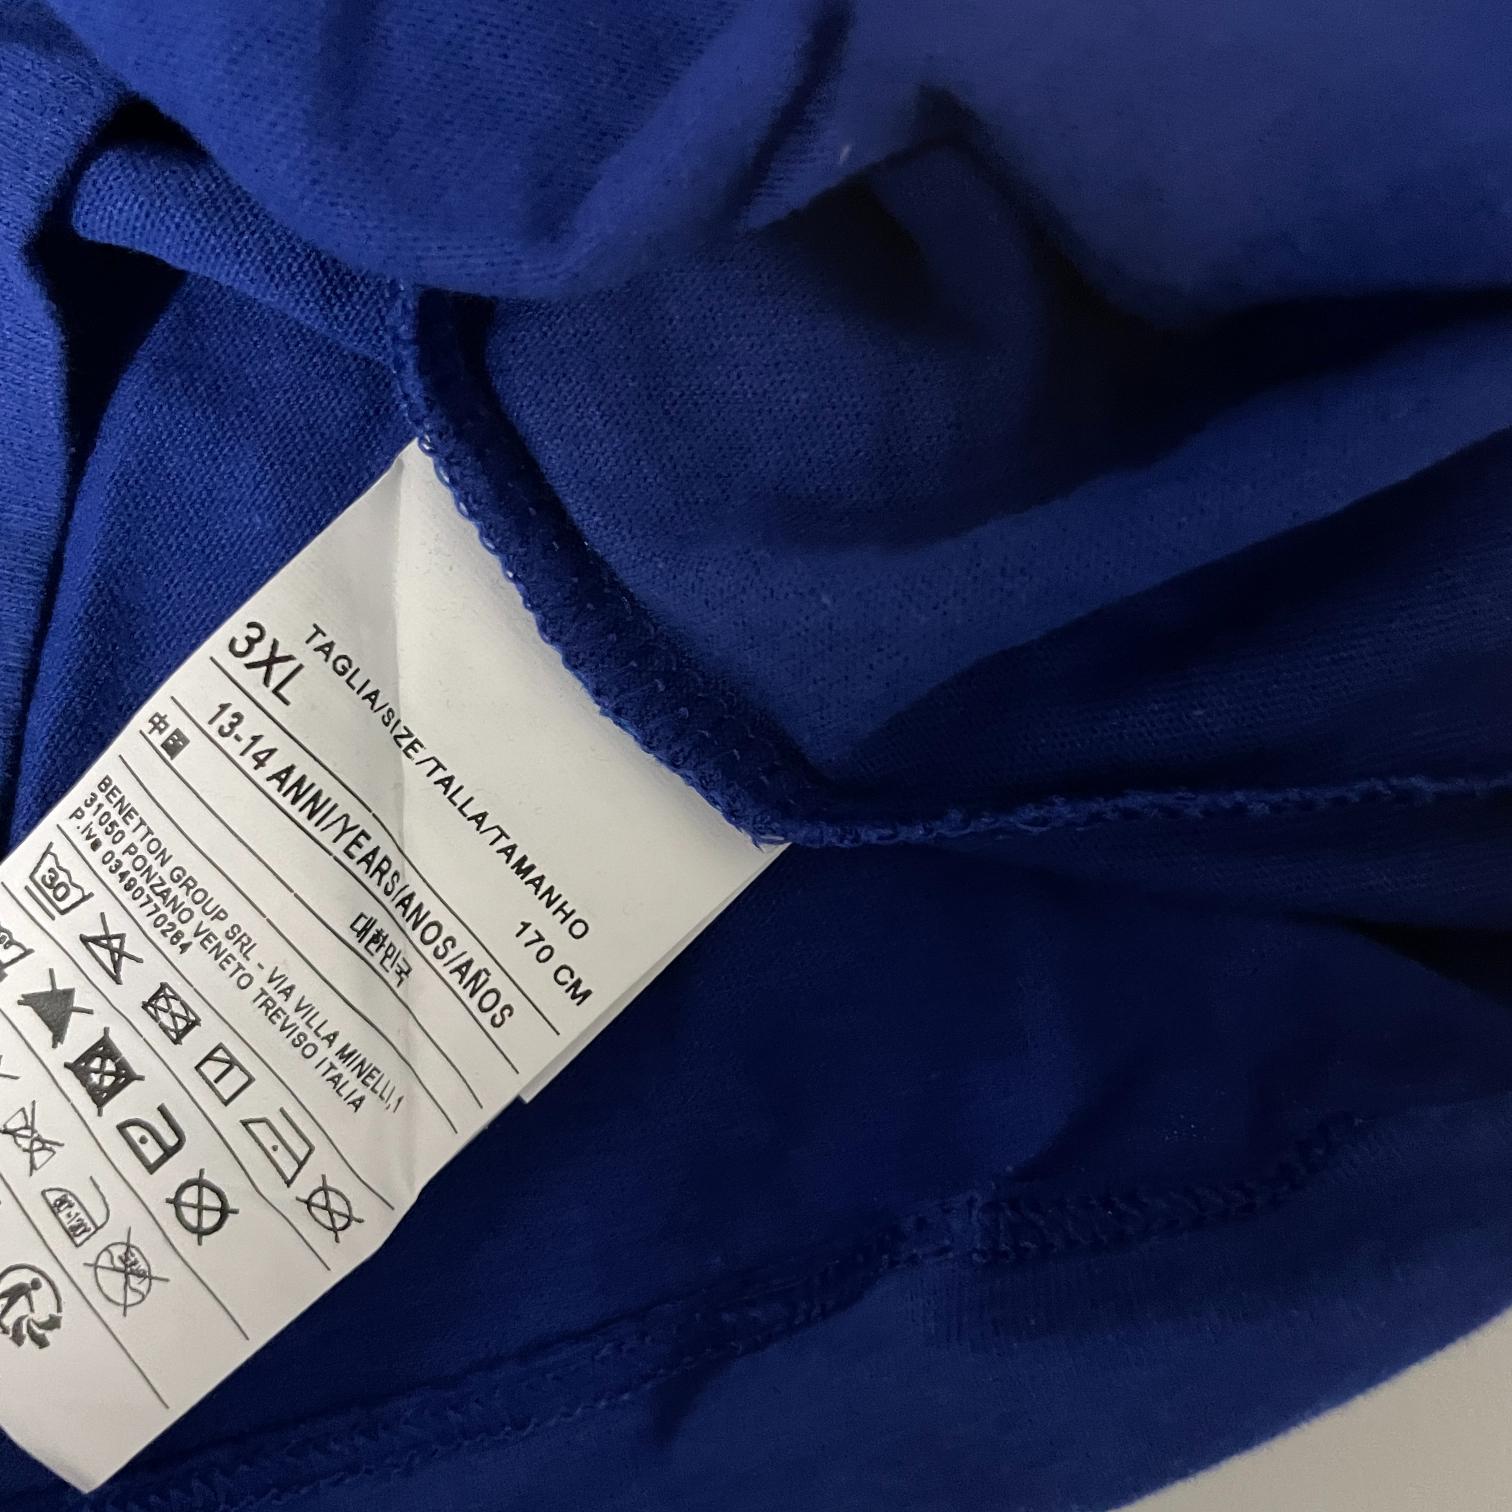 TAGLIA/SIZE/TALLA/TAMANHO
3XL 170 CM
13-14 ANNI/YEARS/ANOS/AÑOS
中国 대한민국
BENETTON GROUP SRL - VIA VILLA MINELLI,1
31050 PONZANO VENETO TREVISO ITALIA
P.Iva 03490770264
30